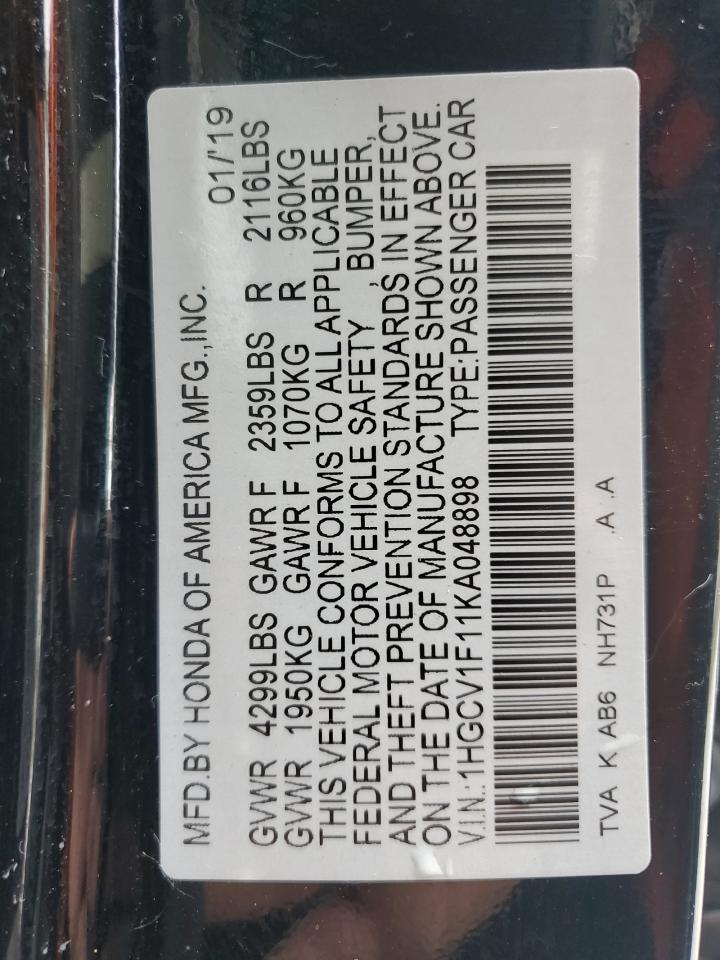 MFD.BY HONDA OF AMERICA MFG.,INC. 01/'19
GVWR 4299LBS GAWR F 2359LBS R 2116LBS
GVWR 1950KG GAWR F 1070KG R 960KG
THIS VEHICLE CONFORMS TO ALL APPLICABLE
FEDERAL MOTOR VEHICLE SAFETY , BUMPER,
AND THEFT PREVENTION STANDARDS IN EFFECT
ON THE DATE OF MANUFACTURE SHOWN ABOVE.
V.I.N.:1HGCV1F11KA048898 TYPE:PASSENGER CAR
TVA K AB6 NH731P .A .A